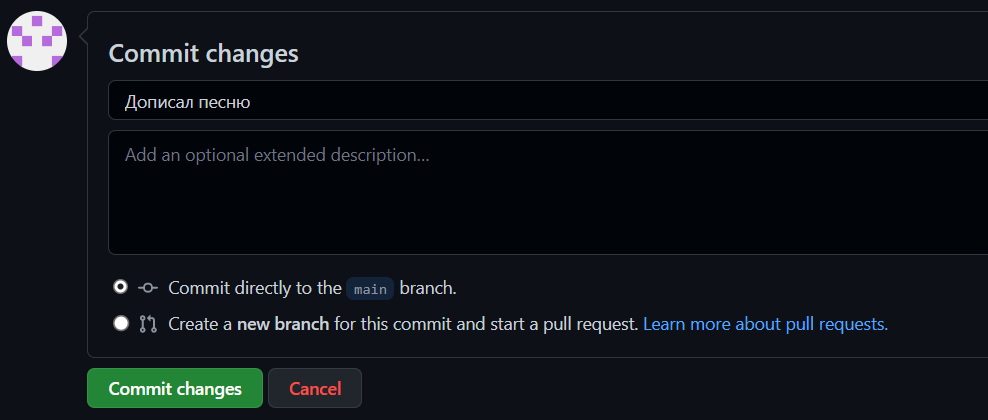 Commit changes
Дописал песню
Add an optional extended description...
Commit directly to the main branch.
Create a new branch for this commit and start a pull request. Learn more about pull requests.
Commit changes Cancel